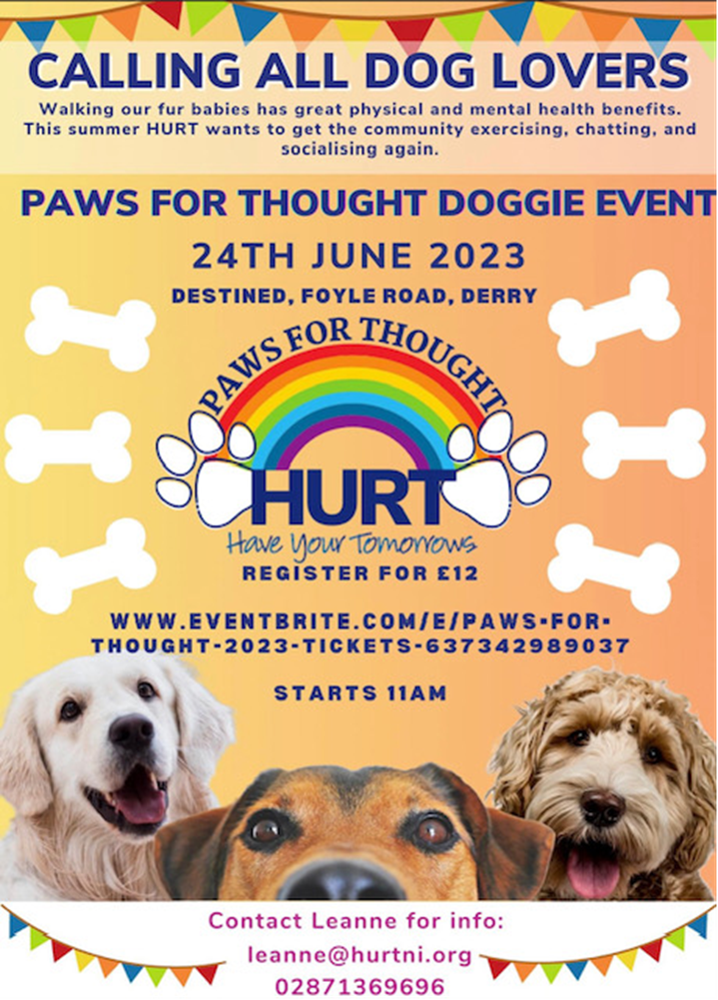 CALLING ALL DOG LOVERS
Walking our fur babies has great physical and mental health benefits.
This summer HURT wants to get the community exercising, chatting, and
socialising again.
PAWS FOR THOUGHT DOGGIE EVENT
24TH JUNE 2023
DESTINED, FOYLE ROAD, DERRY
PAWS FOR THOUGHT
HURT
Have Your Tomorrows
REGISTER FOR £12
WWW.EVENTBRITE.COM/E/PAWS-FOR-
THOUGHT-2023-TICKETS-637342989037
STARTS 11AM
Contact Leanne for info:
leanne@hurtni.org
02871369696